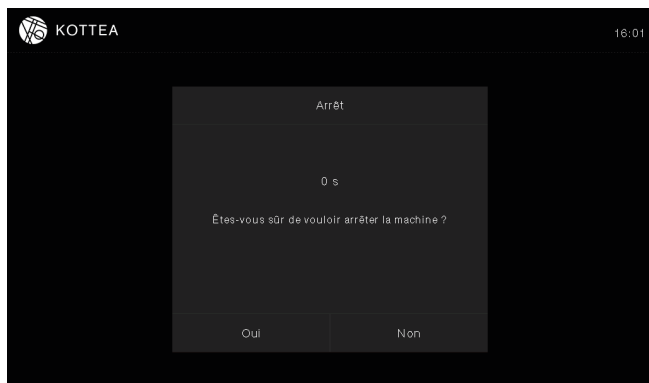 KOTTEA
16:01
Arrêt
0 s
Êtes-vous sûr de vouloir arrêter la machine ?
Oui
Non